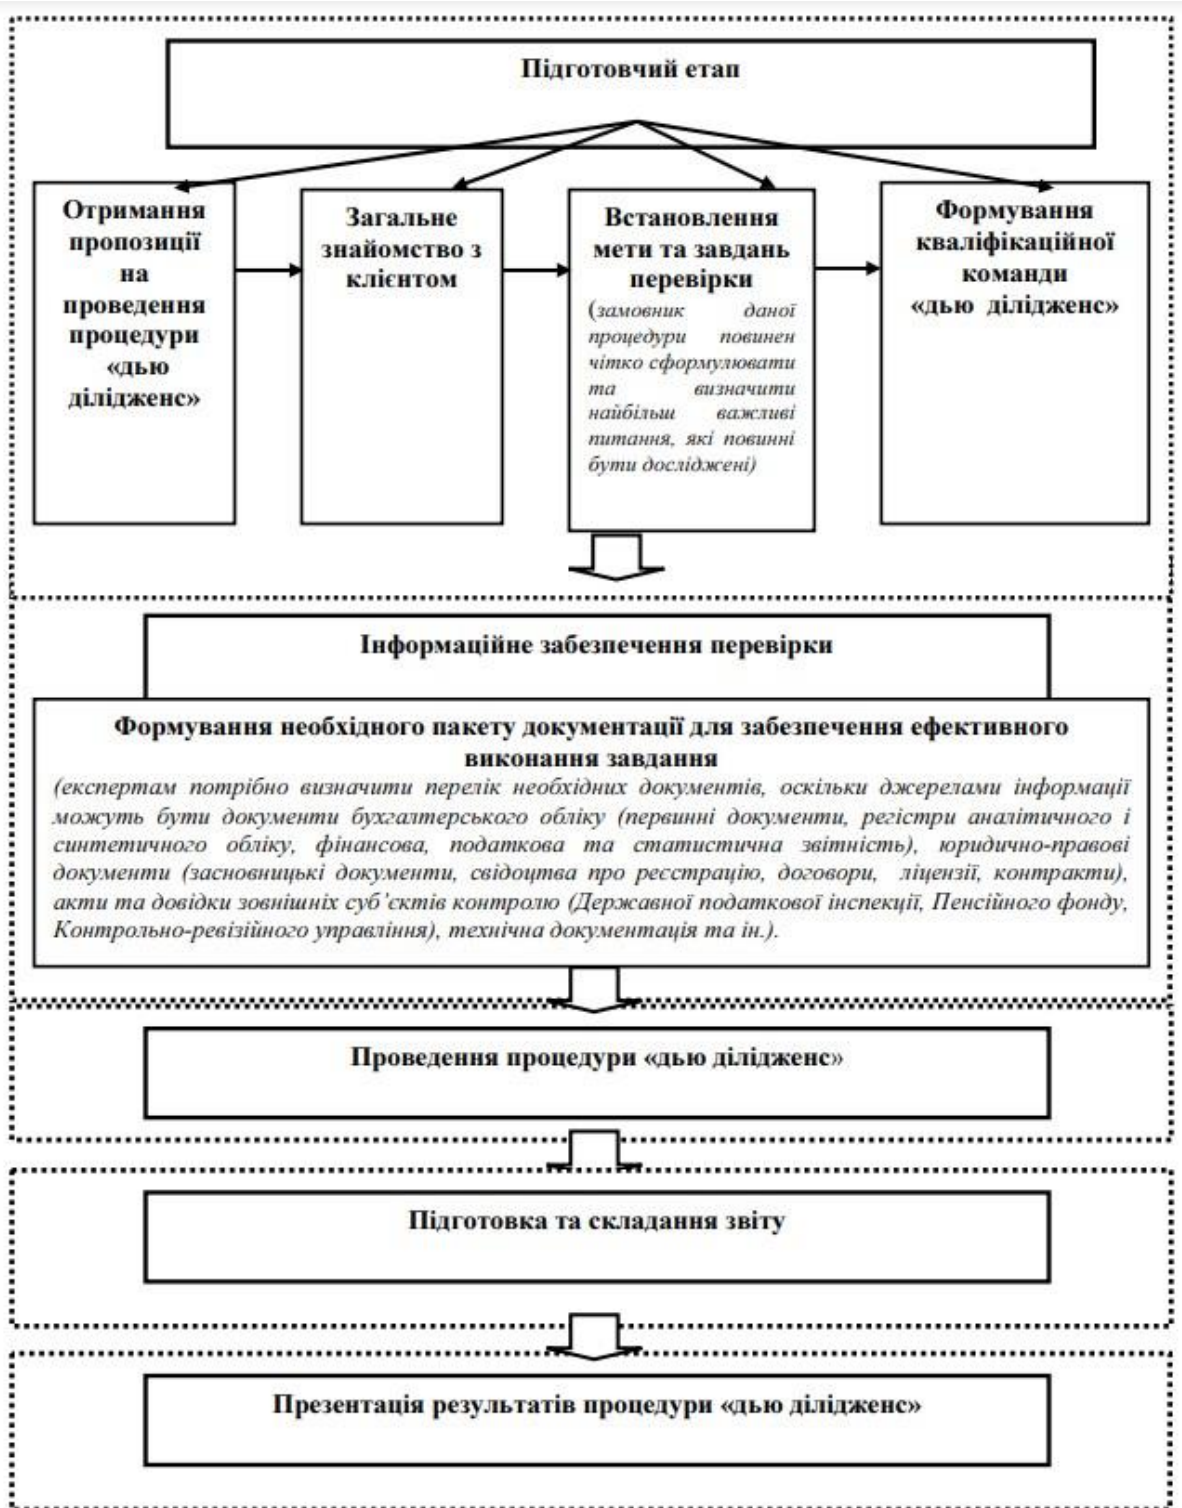 Підготовчий етап
Отримання
пропозиції
на
проведення
процедури
«дью
ділідженс»
Загальне
знайомство з
клієнтом
Встановлення
мети та завдань
перевірки
(замовник даної
процедури повинен
чітко сформулювати
та визначити
найбільш важливі
питання, які повинні
бути досліджені)
Формування
кваліфікаційної
команди
«дью ділідженс»
Інформаційне забезпечення перевірки
Формування необхідного пакету документації для забезпечення ефективного
виконання завдання
(експертам потрібно визначити перелік необхідних документів, оскільки джерелами інформації
можуть бути документи бухгалтерського обліку (первинні документи, регістри аналітичного і
синтетичного обліку, фінансова, податкова та статистична звітність), юридично-правові
документи (засновницькі документи, свідоцтва про реєстрацію, договори, ліцензії, контракти),
акти та довідки зовнішніх суб’єктів контролю (Державної податкової інспекції, Пенсійного фонду,
Контрольно-ревізійного управління), технічна документація та ін.).
Проведення процедури «дью ділідженс»
Підготовка та складання звіту
Презентація результатів процедури «дью ділідженс»